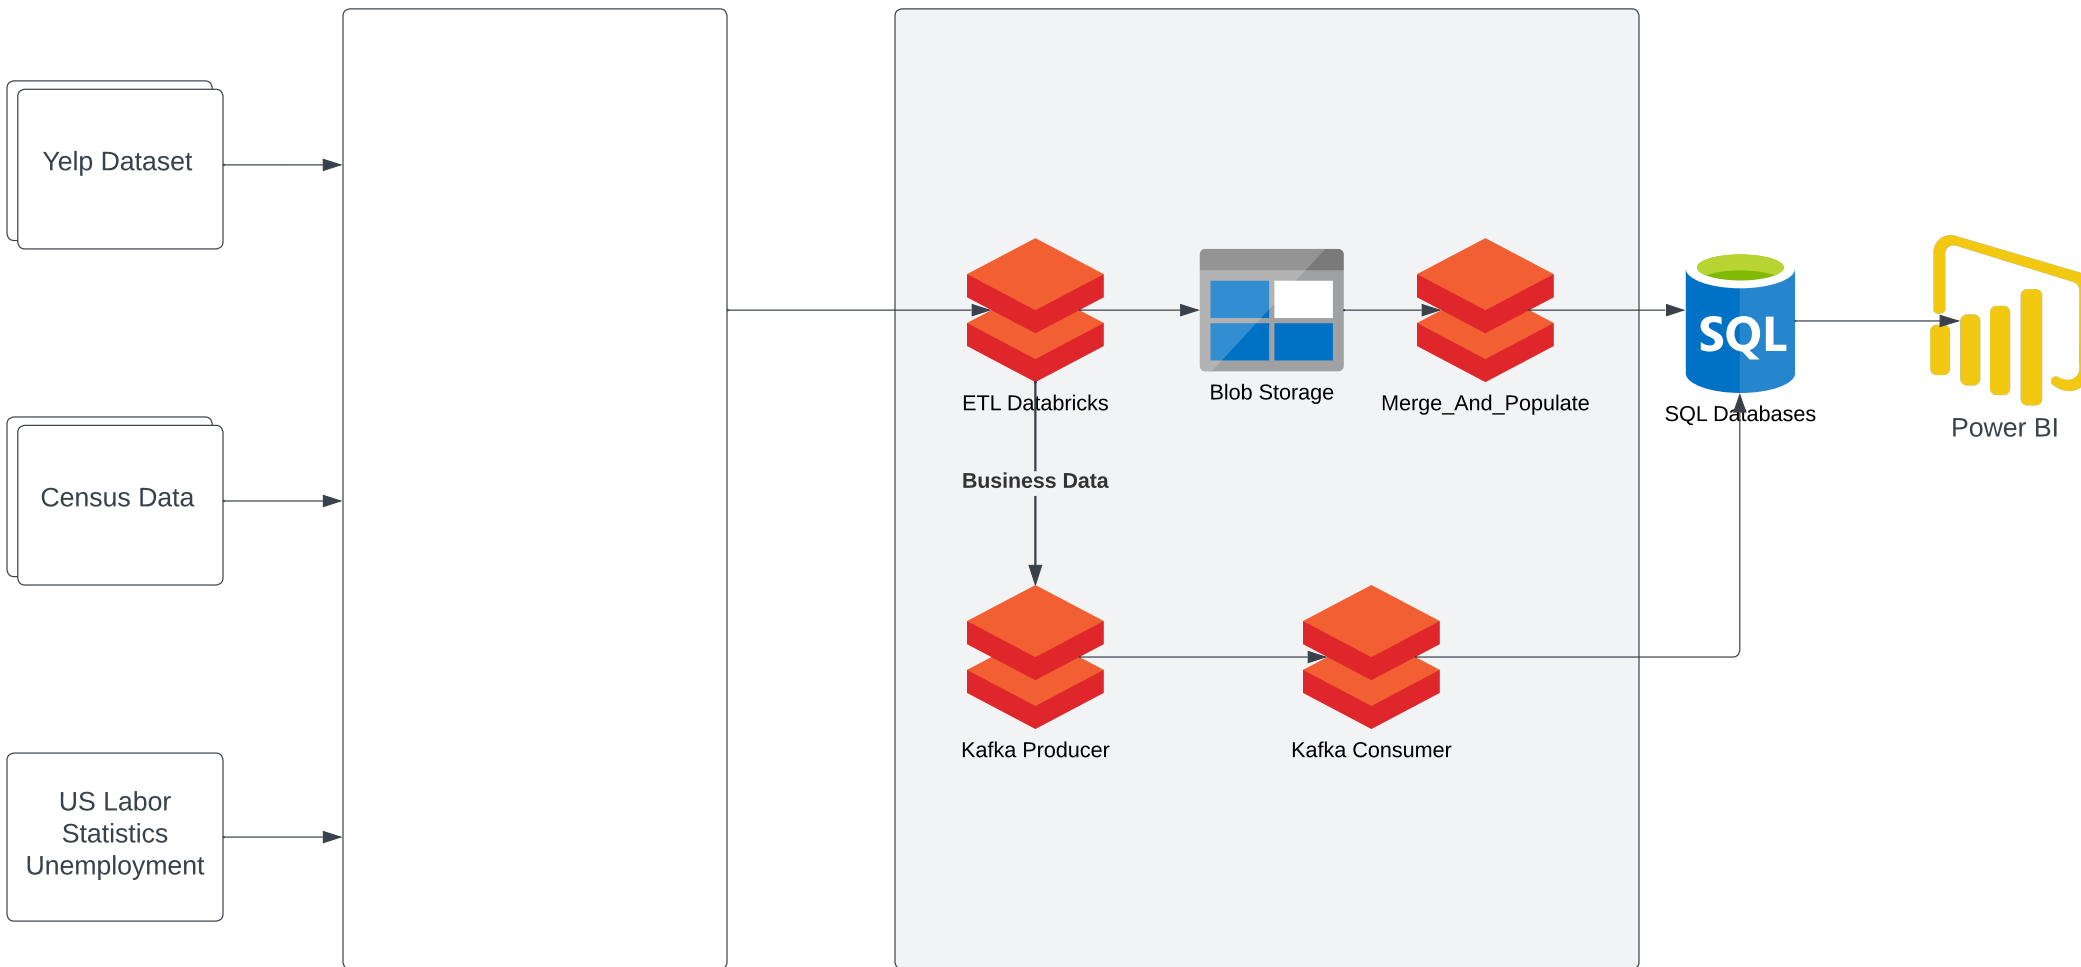 Yelp Dataset
Census Data
US Labor
Statistics
Unemployment
ETL Databricks
Blob Storage
Merge_And_Populate
Business Data
Kafka Producer
Kafka Consumer
SQL
SQL Databases
Power BI